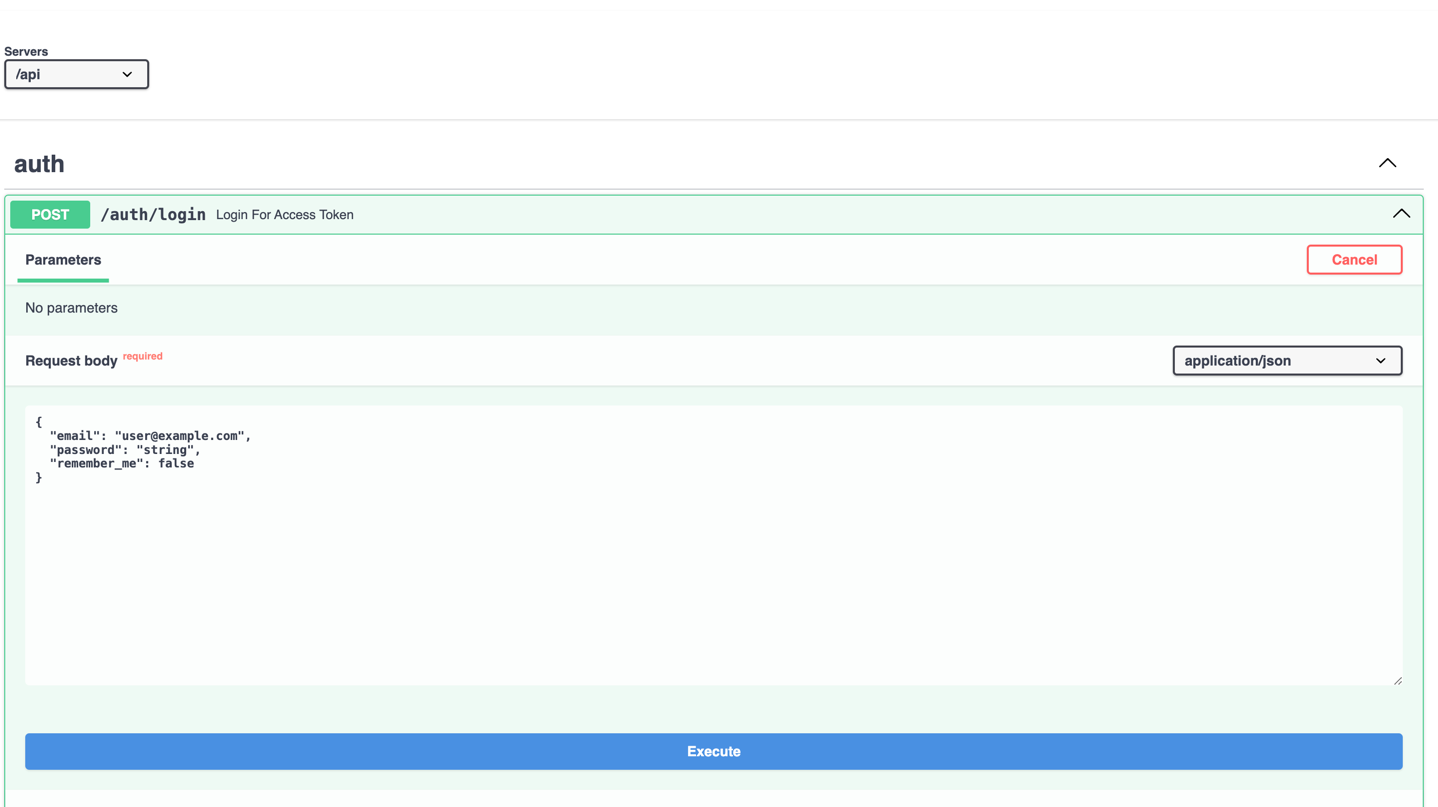 Servers
/api
auth
POST /auth/login Login For Access Token
Parameters
Cancel
No parameters
Request body required
application/json
{
  "email": "user@example.com",
  "password": "string",
  "remember_me": false
}
Execute